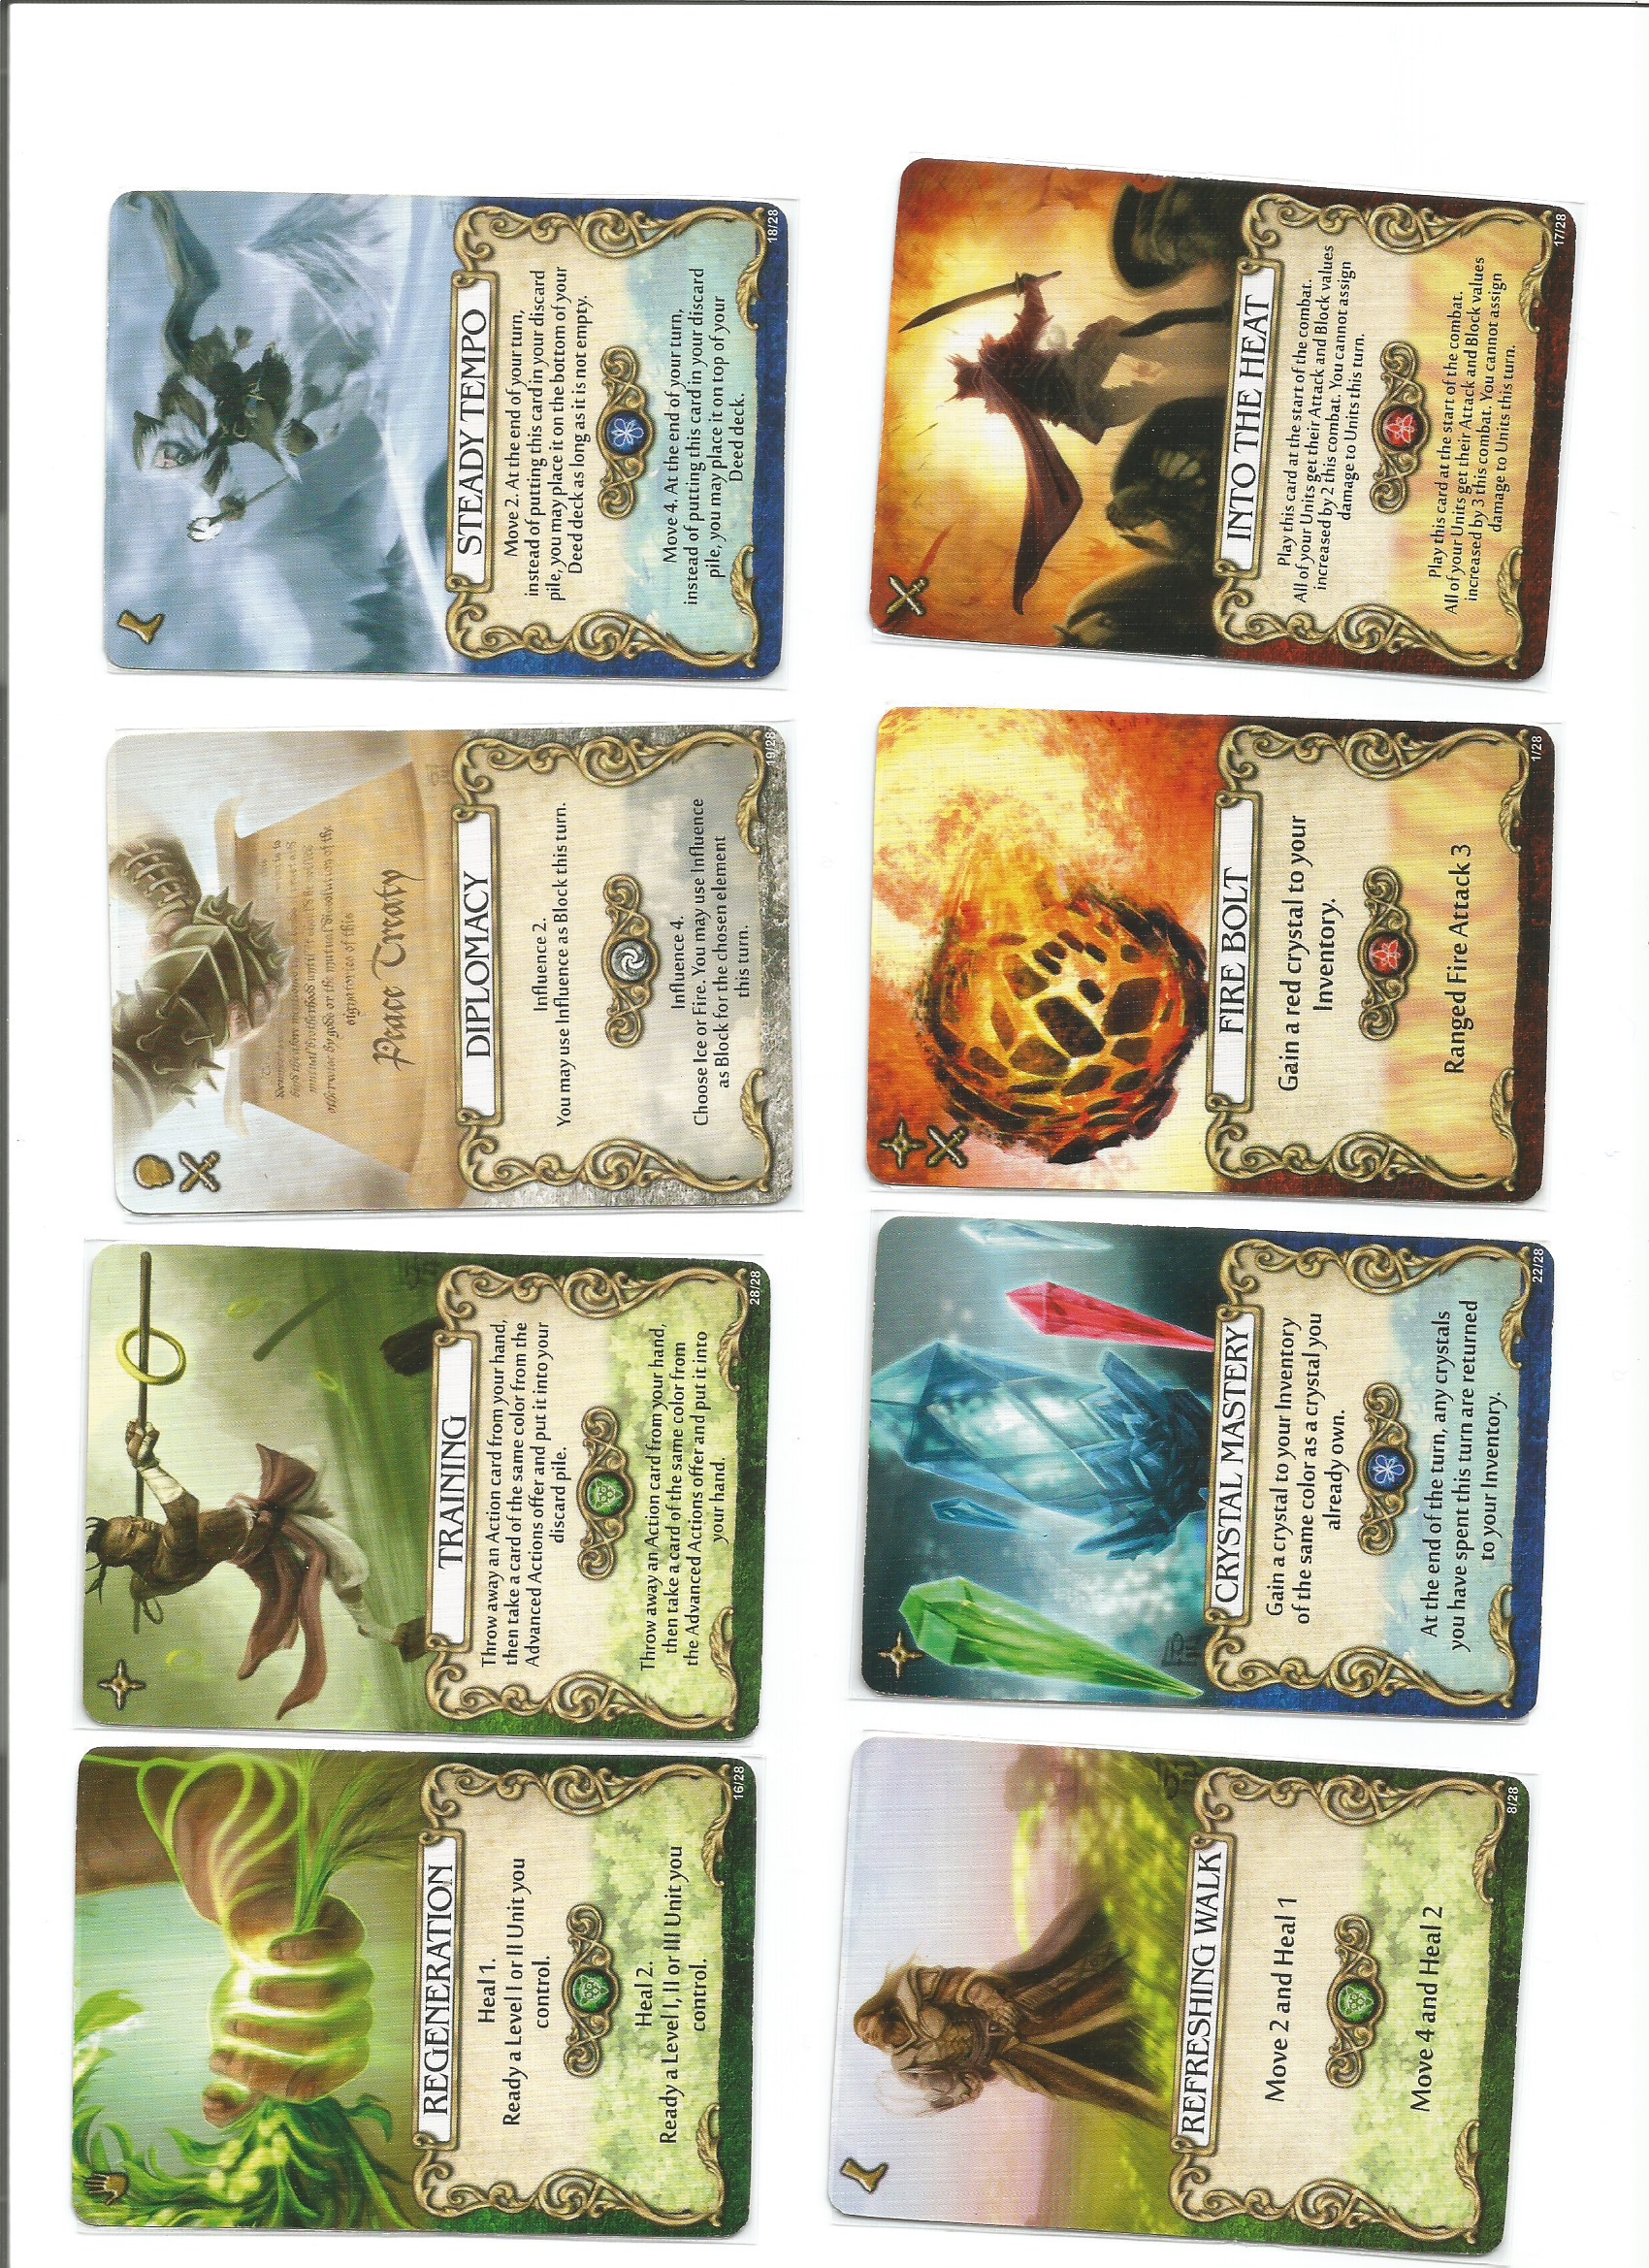 REGENERATION
Heal 1.
Ready a Level I or II Unit you
control.
Heal 2.
Ready a Level I, II or III Unit you
control.
16/28
TRAINING
Throw away an Action card from your hand,
then take a card of the same color from the
Advanced Actions offer and put it into your
discard pile.
Throw away an Action card from your hand,
then take a card of the same color from
the Advanced Actions offer and put it into
your hand.
28/28
Peace Treaty
DIPLOMACY
Influence 2.
You may use Influence as Block this turn.
Influence 4.
Choose Ice or Fire. You may use Influence
as Block for the chosen element
this turn.
19/28
STEADY TEMPO
Move 2. At the end of your turn,
instead of putting this card in your discard
pile, you may place it on the bottom of your
Deed deck as long as it is not empty.
Move 4. At the end of your turn,
instead of putting this card in your discard
pile, you may place it on top of your
Deed deck.
18/28
REFRESHING WALK
Move 2 and Heal 1
Move 4 and Heal 2
8/28
CRYSTAL MASTERY
Gain a crystal to your Inventory
of the same color as a crystal you
already own.
At the end of the turn, any crystals
you have spent this turn are returned
to your Inventory.
22/28
FIRE BOLT
Gain a red crystal to your
Inventory.
Ranged Fire Attack 3
1/28
INTO THE HEAT
Play this card at the start of the combat.
All of your Units get their Attack and Block values
increased by 2 this combat. You cannot assign
damage to Units this turn.
Play this card at the start of the combat.
All of your Units get their Attack and Block values
increased by 3 this combat. You cannot assign
damage to Units this turn.
17/28